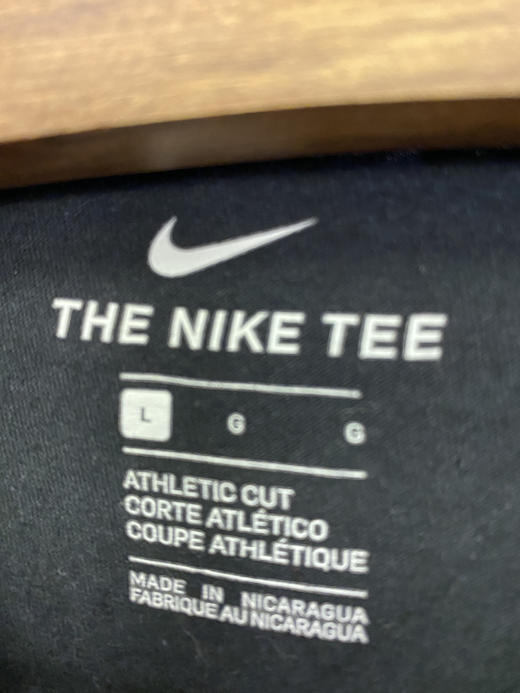 THE NIKE TEE
L G G
ATHLETIC CUT
CORTE ATLÉTICO
COUPE ATHLÉTIQUE
MADE IN NICARAGUA
FABRIQUE AU NICARAGUA